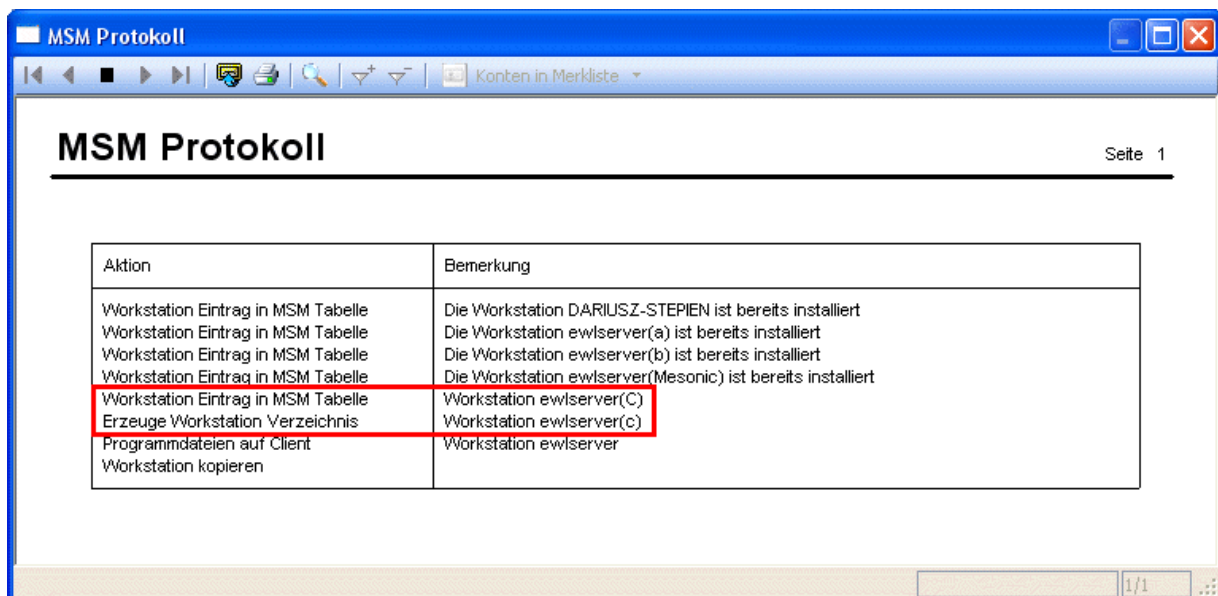 MSM Protokoll
Konten in Merkliste
MSM Protokoll
Seite 1
Aktion Bemerkung
Workstation Eintrag in MSM Tabelle Die Workstation DARIUSZ-STEPIEN ist bereits installiert
Workstation Eintrag in MSM Tabelle Die Workstation ewlserver(a) ist bereits installiert
Workstation Eintrag in MSM Tabelle Die Workstation ewlserver(b) ist bereits installiert
Workstation Eintrag in MSM Tabelle Die Workstation ewlserver(Mesonic) ist bereits installiert
Workstation Eintrag in MSM Tabelle Workstation ewlserver(C)
Erzeuge Workstation Verzeichnis Workstation ewlserver(c)
Programmdateien auf Client Workstation ewlserver
Workstation kopieren
1/1